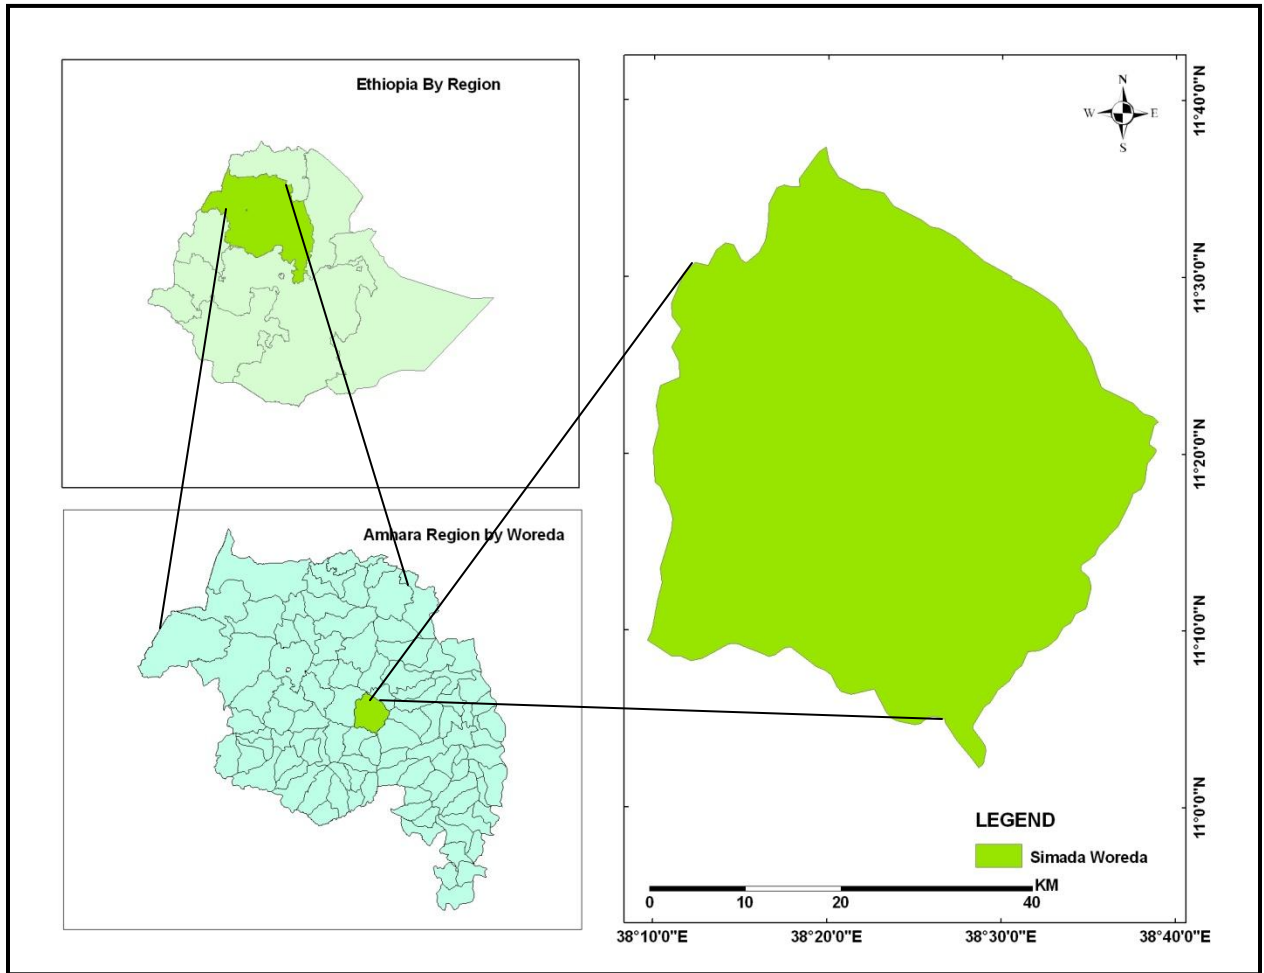 Ethiopia By Region
Amhara Region by Woreda
N
W E
S
11°40'0"N
11°30'0"N
11°20'0"N
11°10'0"N
11°0'0"N
LEGEND
Simada Woreda
KM
0 10 20 40
38°10'0"E 38°20'0"E 38°30'0"E 38°40'0"E